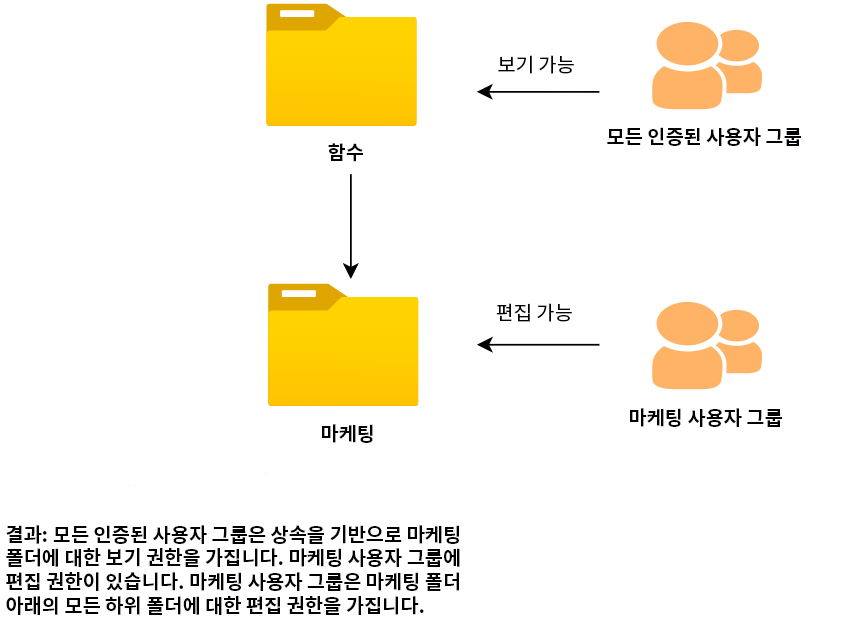 보기 가능
모든 인증된 사용자 그룹
함수
편집 가능
마케팅 사용자 그룹
마케팅
결과: 모든 인증된 사용자 그룹은 상속을 기반으로 마케팅
폴더에 대한 보기 권한을 가집니다. 마케팅 사용자 그룹에
편집 권한이 있습니다. 마케팅 사용자 그룹은 마케팅 폴더
아래의 모든 하위 폴더에 대한 편집 권한을 가집니다.